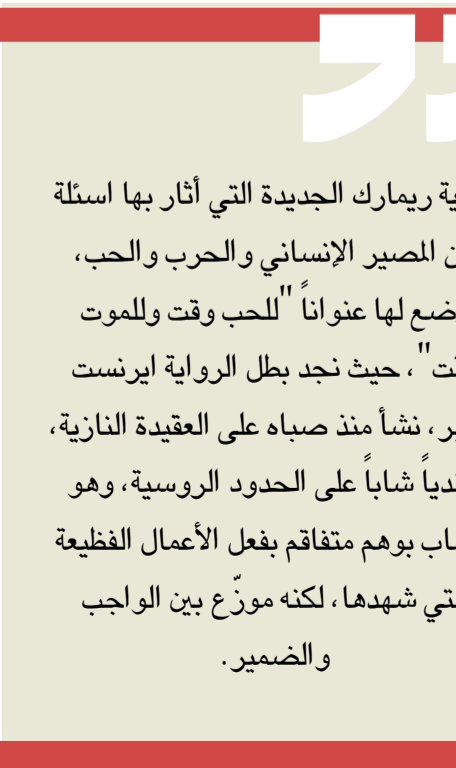 ية ريمارك الجديدة التي أثار بها اسئلة
ن المصير الإنساني والحرب والحب،
ضع لها عنواناً "للحب وقت وللموت
ت"، حيث نجد بطل الرواية ايرنست
ير، نشأ منذ صباه على العقيدة النازية،
دياً شاباً على الحدود الروسية، وهو
اب بوهم متفاقم بفعل الأعمال الفظيعة
تي شهدها، لكنه موزّع بين الواجب
والضمير.